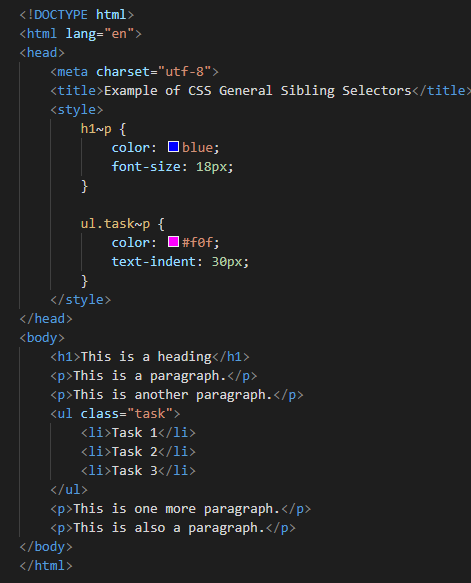 <!DOCTYPE html>
<html lang="en">
<head>
    <meta charset="utf-8">
    <title>Example of CSS General Sibling Selectors</title>
    <style>
        h1~p {
            color: blue;
            font-size: 18px;
        }

        ul.task~p {
            color: #f0f;
            text-indent: 30px;
        }
    </style>
</head>
<body>
    <h1>This is a heading</h1>
    <p>This is a paragraph.</p>
    <p>This is another paragraph.</p>
    <ul class="task">
        <li>Task 1</li>
        <li>Task 2</li>
        <li>Task 3</li>
    </ul>
    <p>This is one more paragraph.</p>
    <p>This is also a paragraph.</p>
</body>
</html>